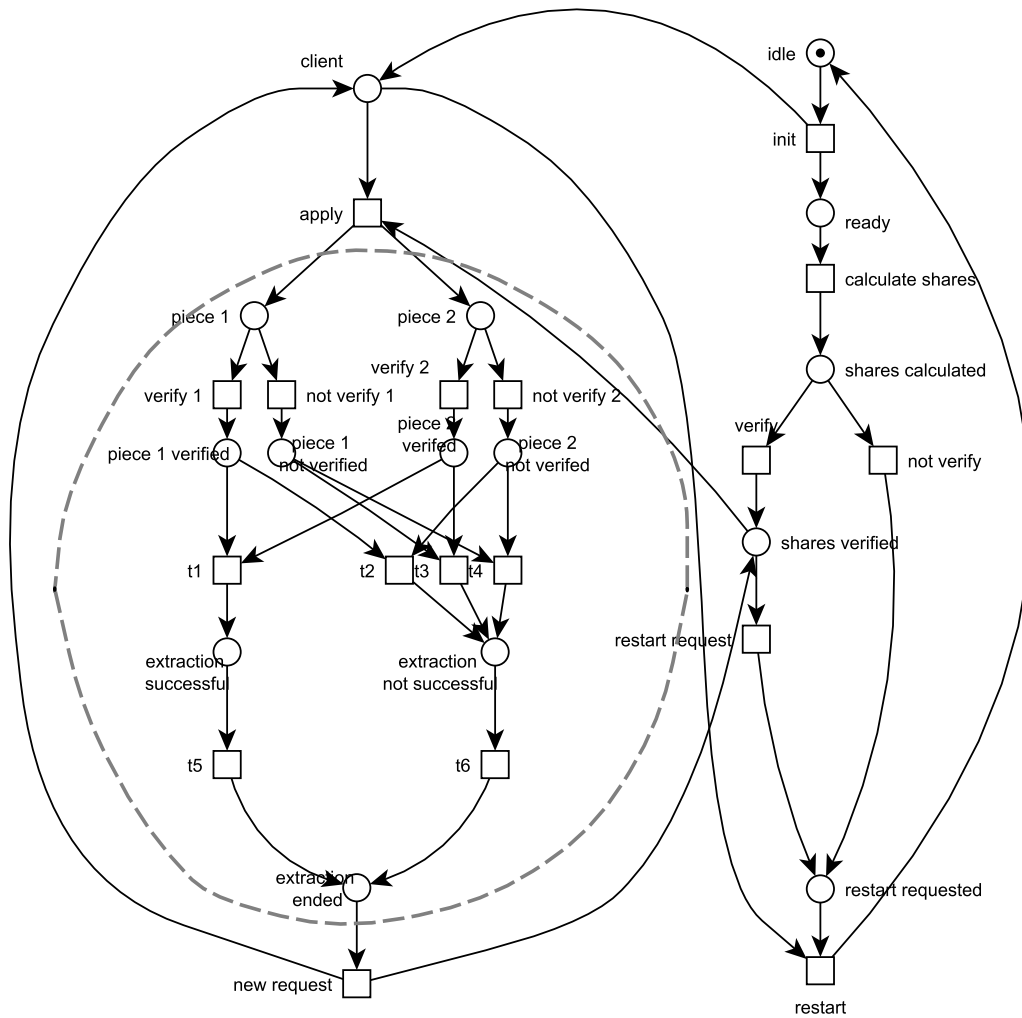 idle
client
init
apply
ready
calculate shares
piece 1
piece 2
verify 2
shares calculated
verify 1
not verify 1
not verify 2
piece 2
verifed
verify
piece 1 verified
piece 1
not verified
piece 2
not verifed
not verify
shares verified
t1
t2
t3
t4
restart request
extraction
successful
extraction
not successful
t5
t6
extraction
ended
restart requested
new request
restart